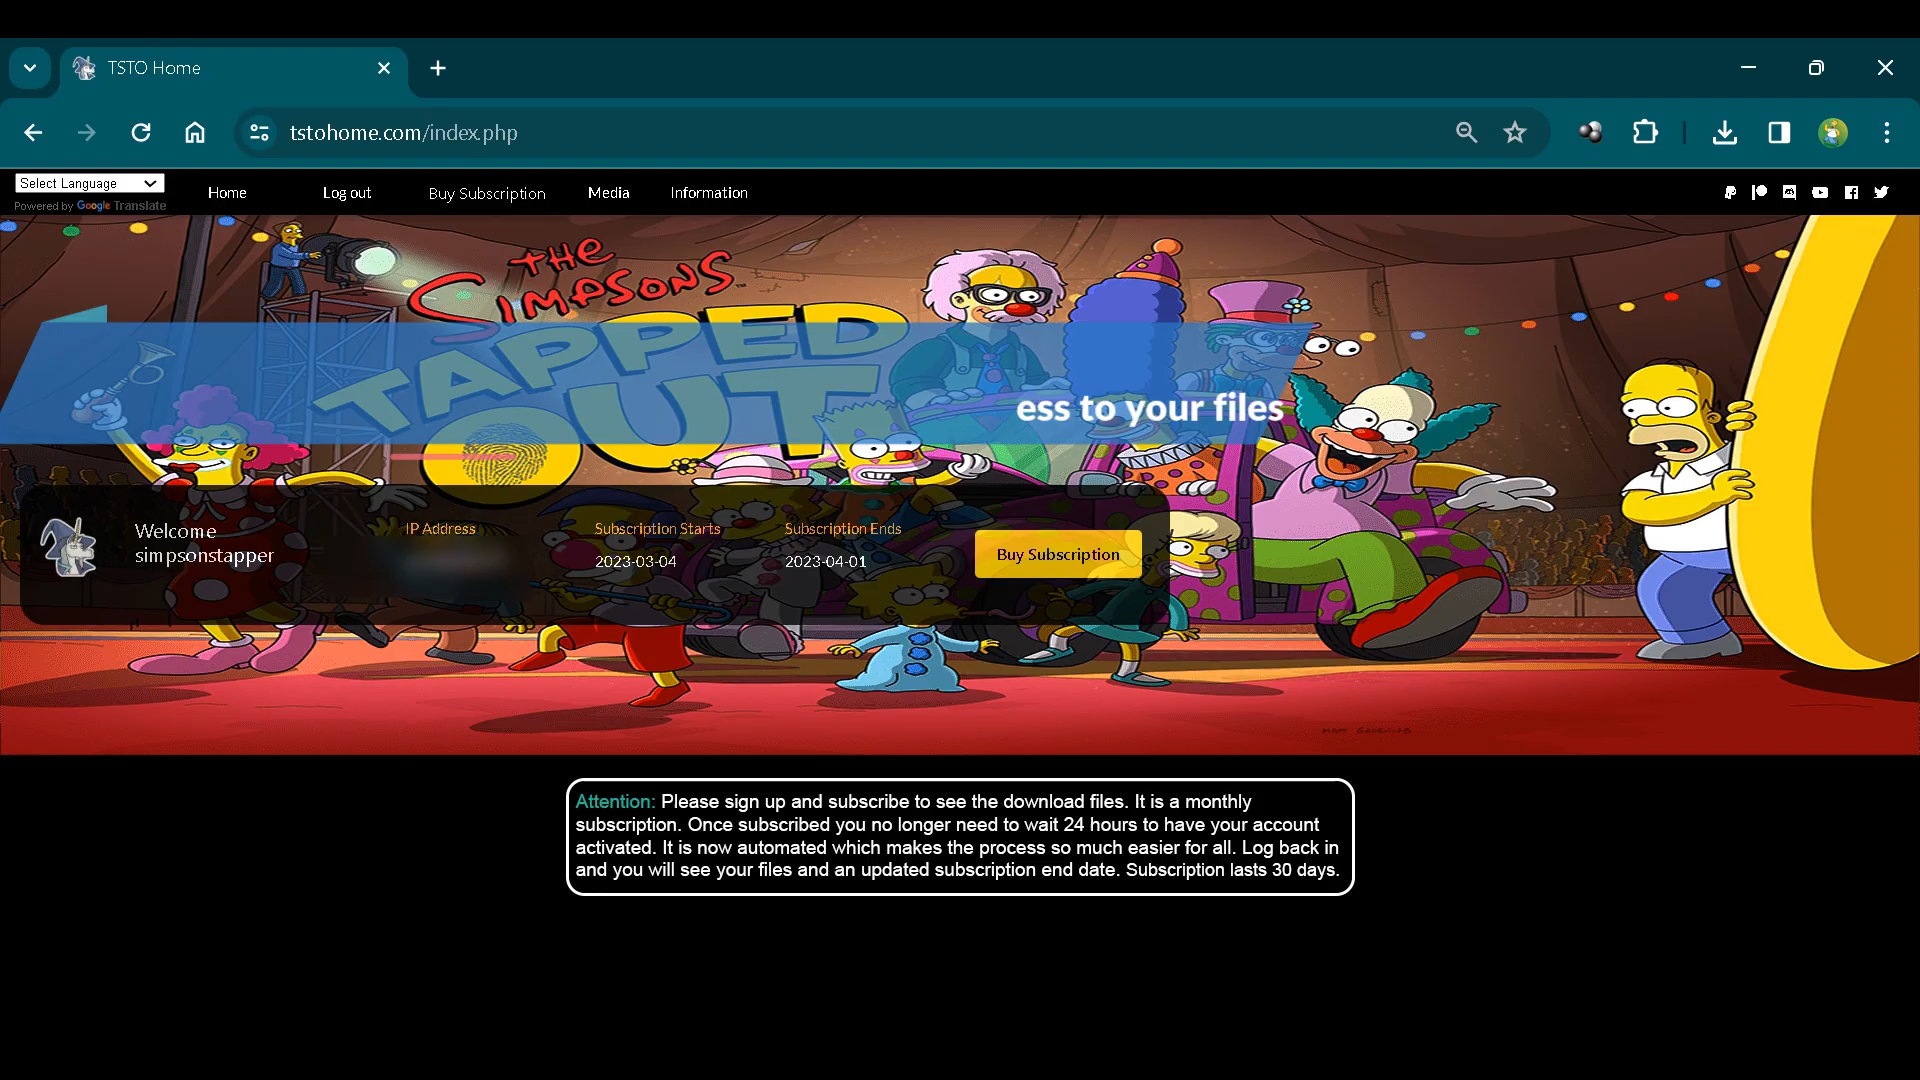 TSTO Home
tstohome.com/index.php
Select Language
Powered by Google Translate
Home
Log out
Buy Subscription
Media
Information
THE
SIMPSONS
TAPPED
OUT
ess to your files
Welcome
simpsonstapper
IP Address
Subscription Starts
2023-03-04
Subscription Ends
2023-04-01
Buy Subscription
Attention: Please sign up and subscribe to see the download files. It is a monthly
subscription. Once subscribed you no longer need to wait 24 hours to have your account
activated. It is now automated which makes the process so much easier for all. Log back in
and you will see your files and an updated subscription end date. Subscription lasts 30 days.